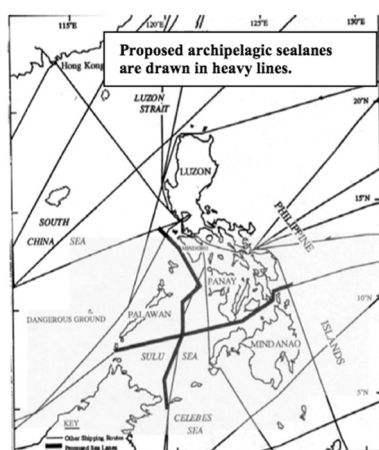 115°E
120°E
125°E
130°E
Proposed archipelagic sealanes
are drawn in heavy lines.
Hong Kong
LUZON
STRAIT
20°N
LUZON
15°N
PHILIPPINE
SOUTH
CHINA SEA
MINDORO
PANAY
10°N
DANGEROUS GROUND
PALAWAN
ISLANDS
MINDANAO
SULU SEA
5°N
CELEBES
SEA
KEY
Other Shipping Routes
Proposed Sea Lanes